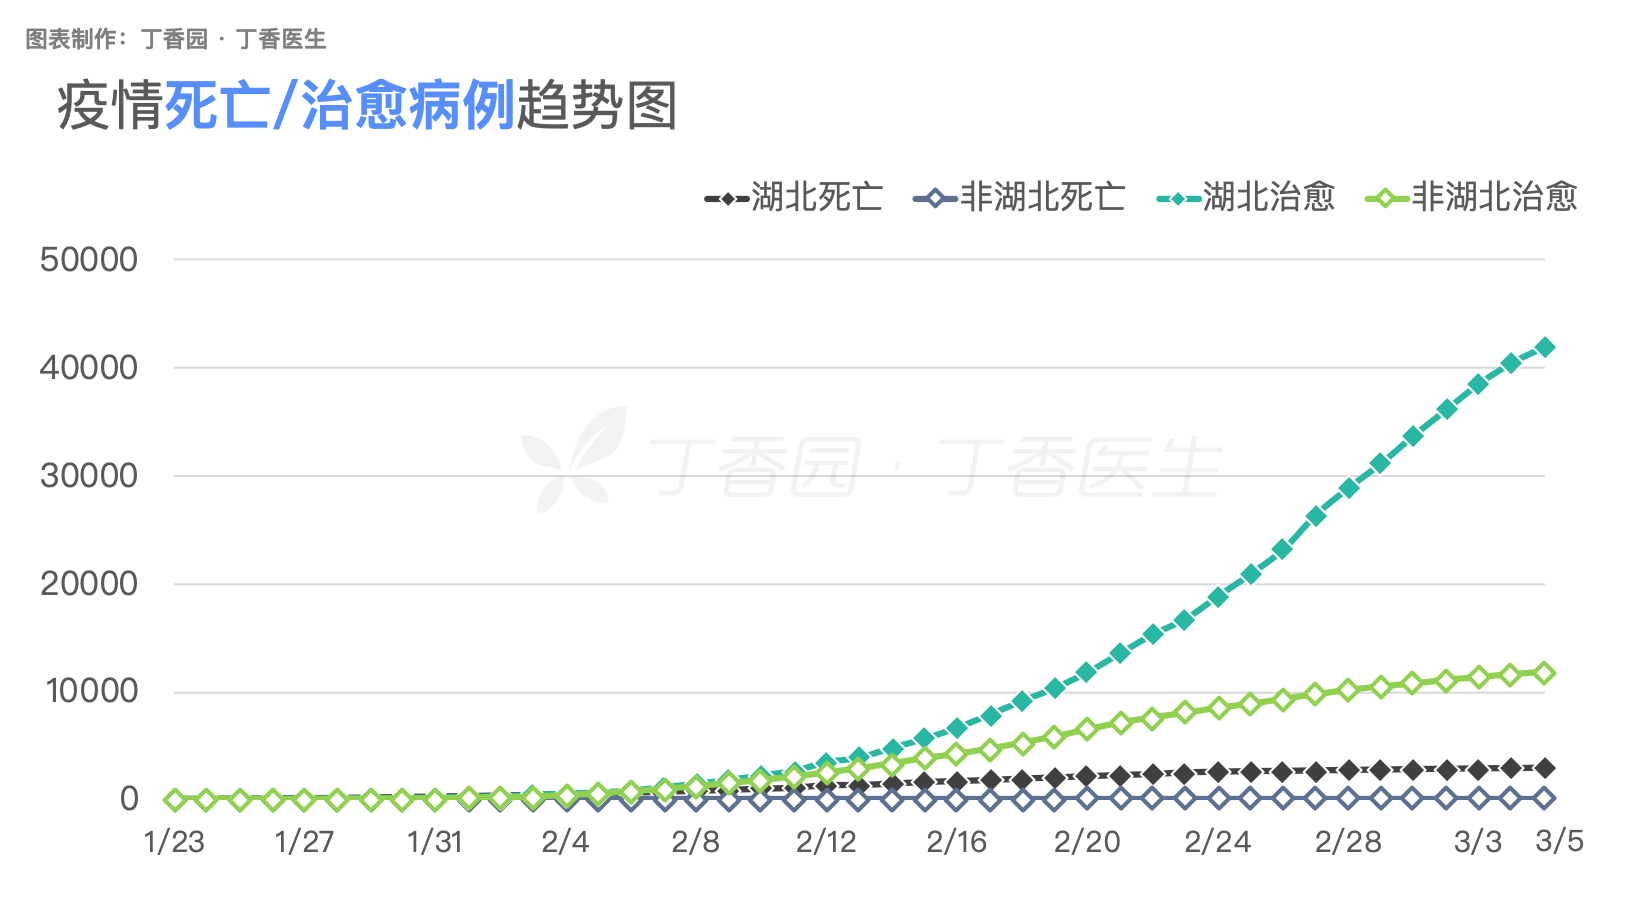 图表制作：丁香园 · 丁香医生
疫情死亡/治愈病例趋势图
湖北死亡 非湖北死亡 湖北治愈 非湖北治愈
50000
40000
30000
20000
10000
0
丁香园 · 丁香医生
1/23 1/27 1/31 2/4 2/8 2/12 2/16 2/20 2/24 2/28 3/3 3/5